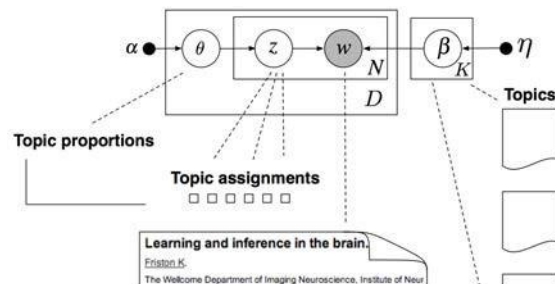 α θ z w β η
N K
D
Topics
Topic proportions
Topic assignments
Learning and inference in the brain.
Friston K.
The Wellcome Department of Imaging Neuroscience, Institute of Neur